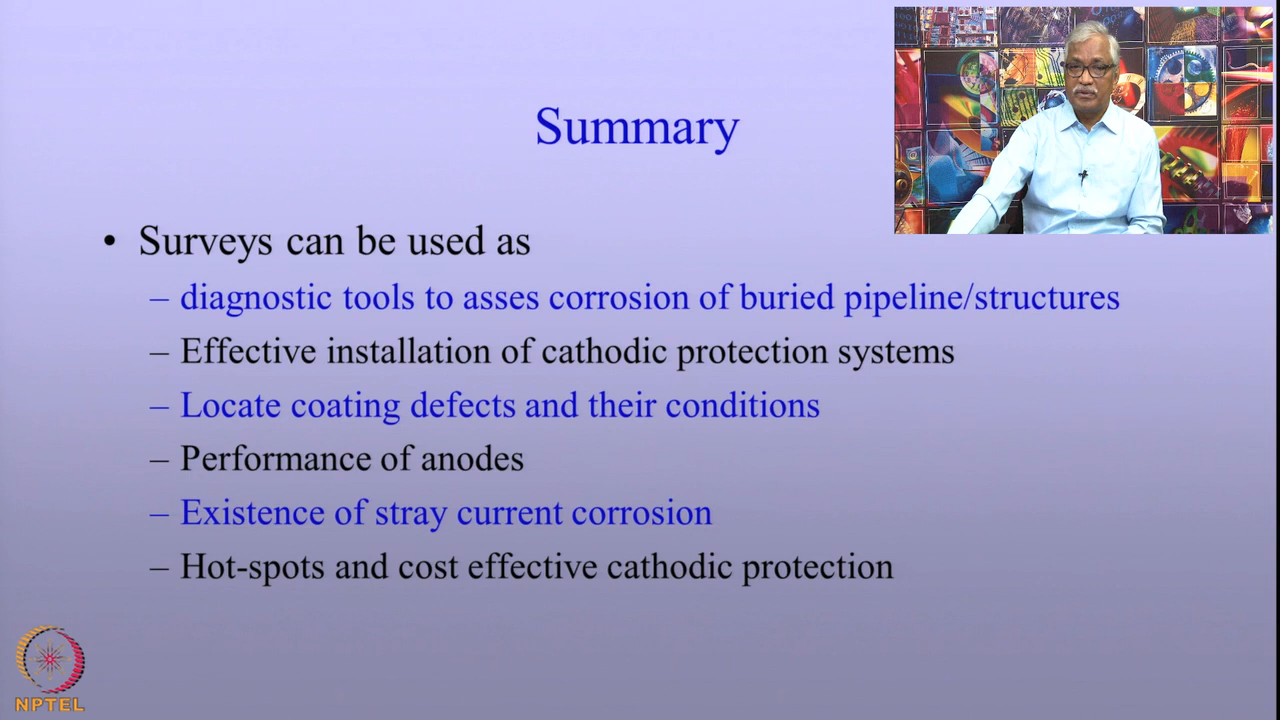 Summary
• Surveys can be used as
– diagnostic tools to asses corrosion of buried pipeline/structures
– Effective installation of cathodic protection systems
– Locate coating defects and their conditions
– Performance of anodes
– Existence of stray current corrosion
– Hot-spots and cost effective cathodic protection
NPTEL